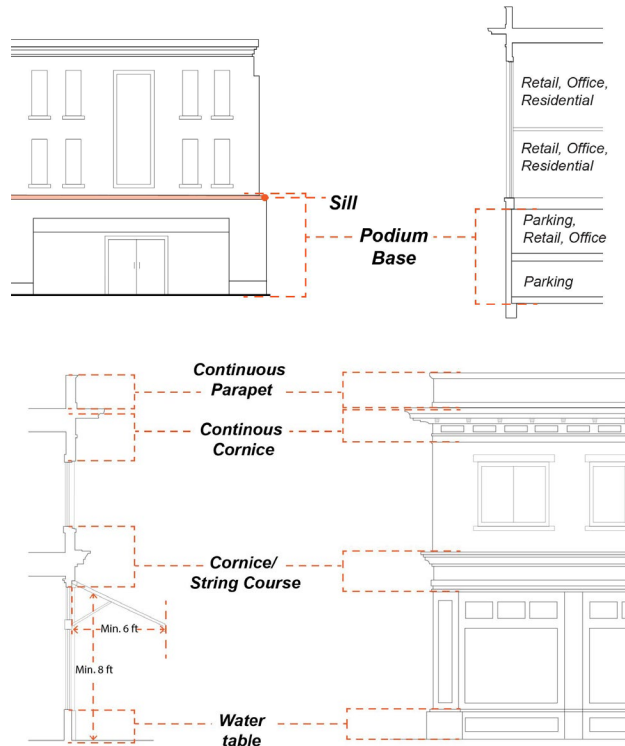 Retail, Office,
Residential
Retail, Office,
Residential
Sill
Podium
Base
Parking,
Retail, Office
Parking
Continuous
Parapet
Continous
Cornice
Cornice/
String Course
Min. 6 ft
Min. 8 ft
Water
table